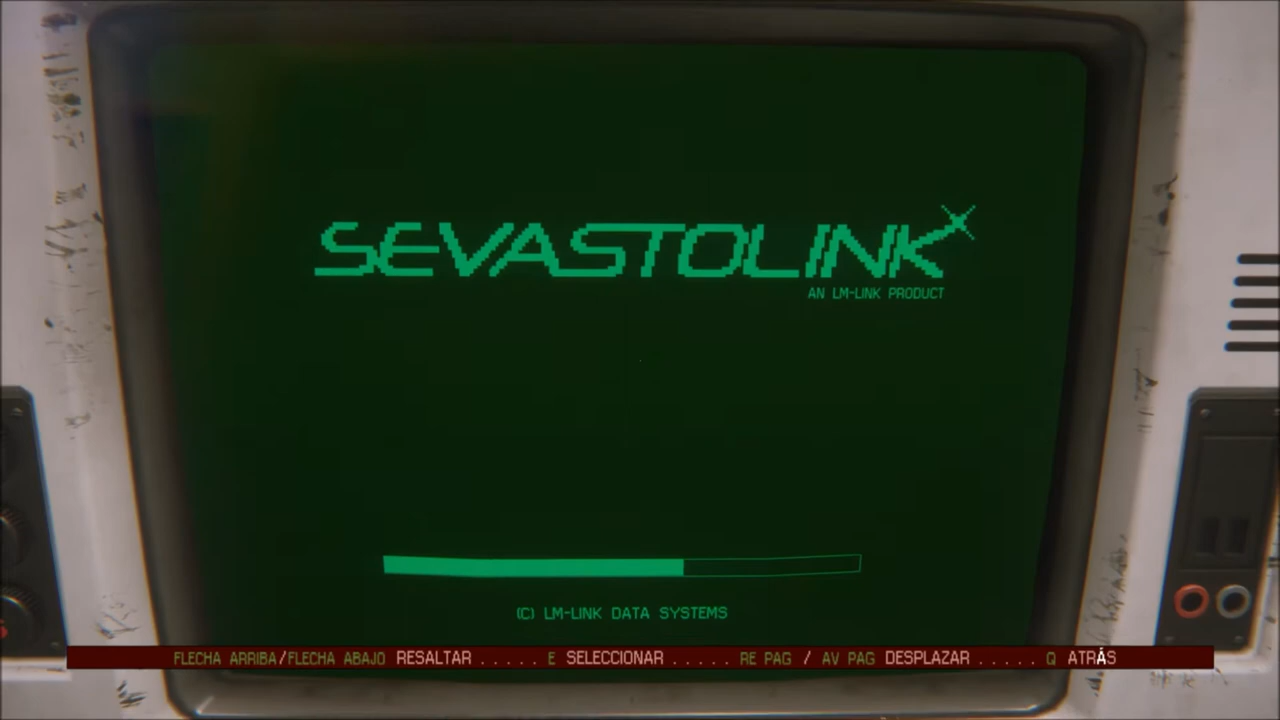 SEVASTOLINK
AN LM-LINK PRODUCT
(C) LM-LINK DATA SYSTEMS
FLECHA ARRIBA/FLECHA ABAJO RESALTAR ..... E SELECCIONAR ..... RE PAG / AV PAG DESPLAZAR ..... Q ATRÁS